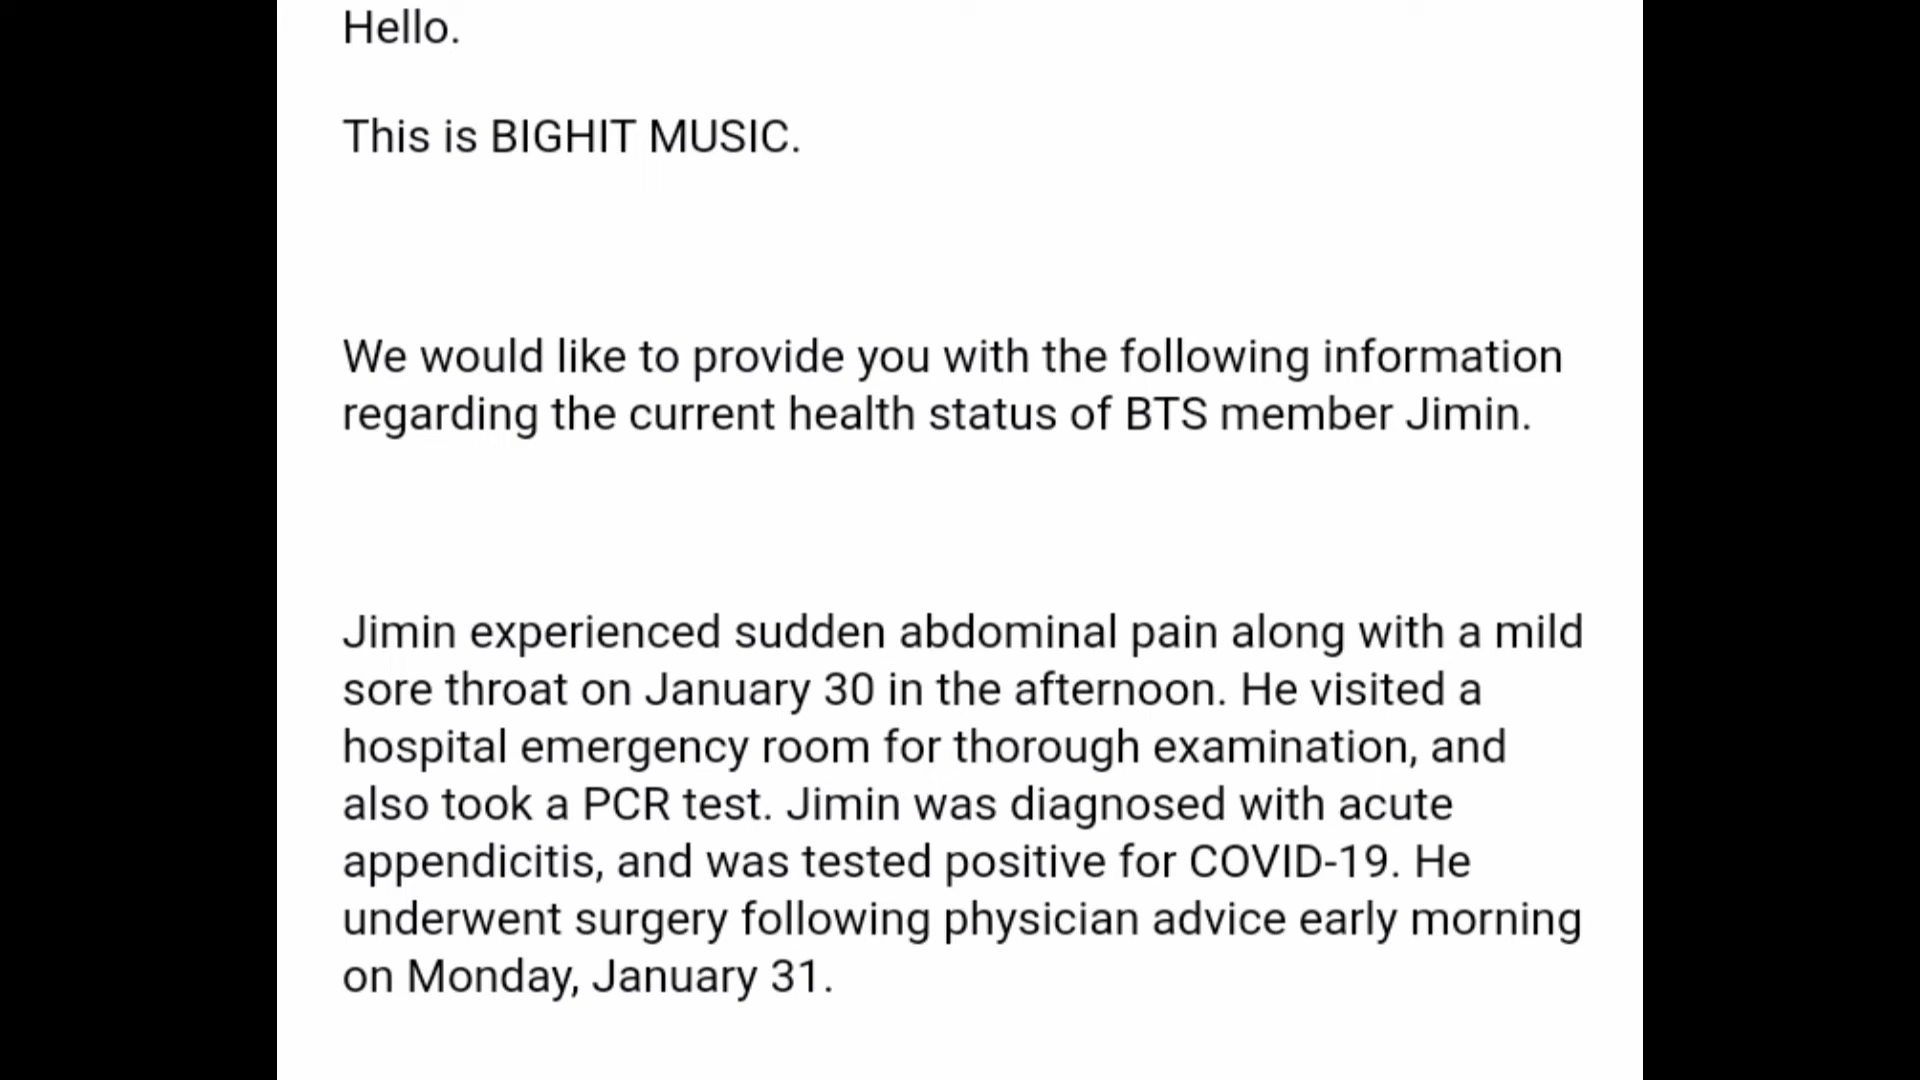 Hello.
This is BIGHIT MUSIC.
We would like to provide you with the following information
regarding the current health status of BTS member Jimin.
Jimin experienced sudden abdominal pain along with a mild
sore throat on January 30 in the afternoon. He visited a
hospital emergency room for thorough examination, and
also took a PCR test. Jimin was diagnosed with acute
appendicitis, and was tested positive for COVID-19. He
underwent surgery following physician advice early morning
on Monday, January 31.